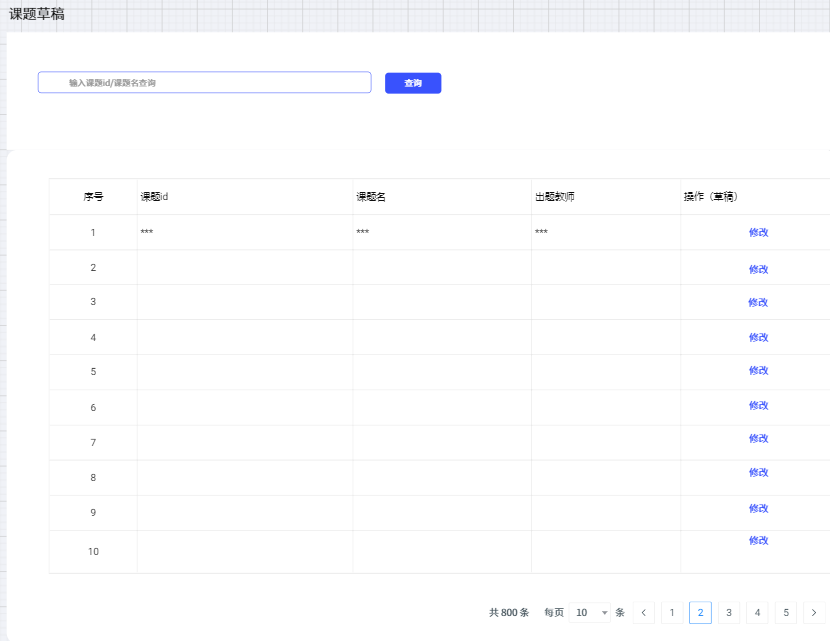 课题草稿
输入课题id/课题名查询 查询
序号 课题id 课题名 出题教师 操作（草稿）
1 *** *** *** 修改
2 修改
3 修改
4 修改
5 修改
6 修改
7 修改
8 修改
9 修改
10 修改
共 800 条 每页 10 条 1 2 3 4 5